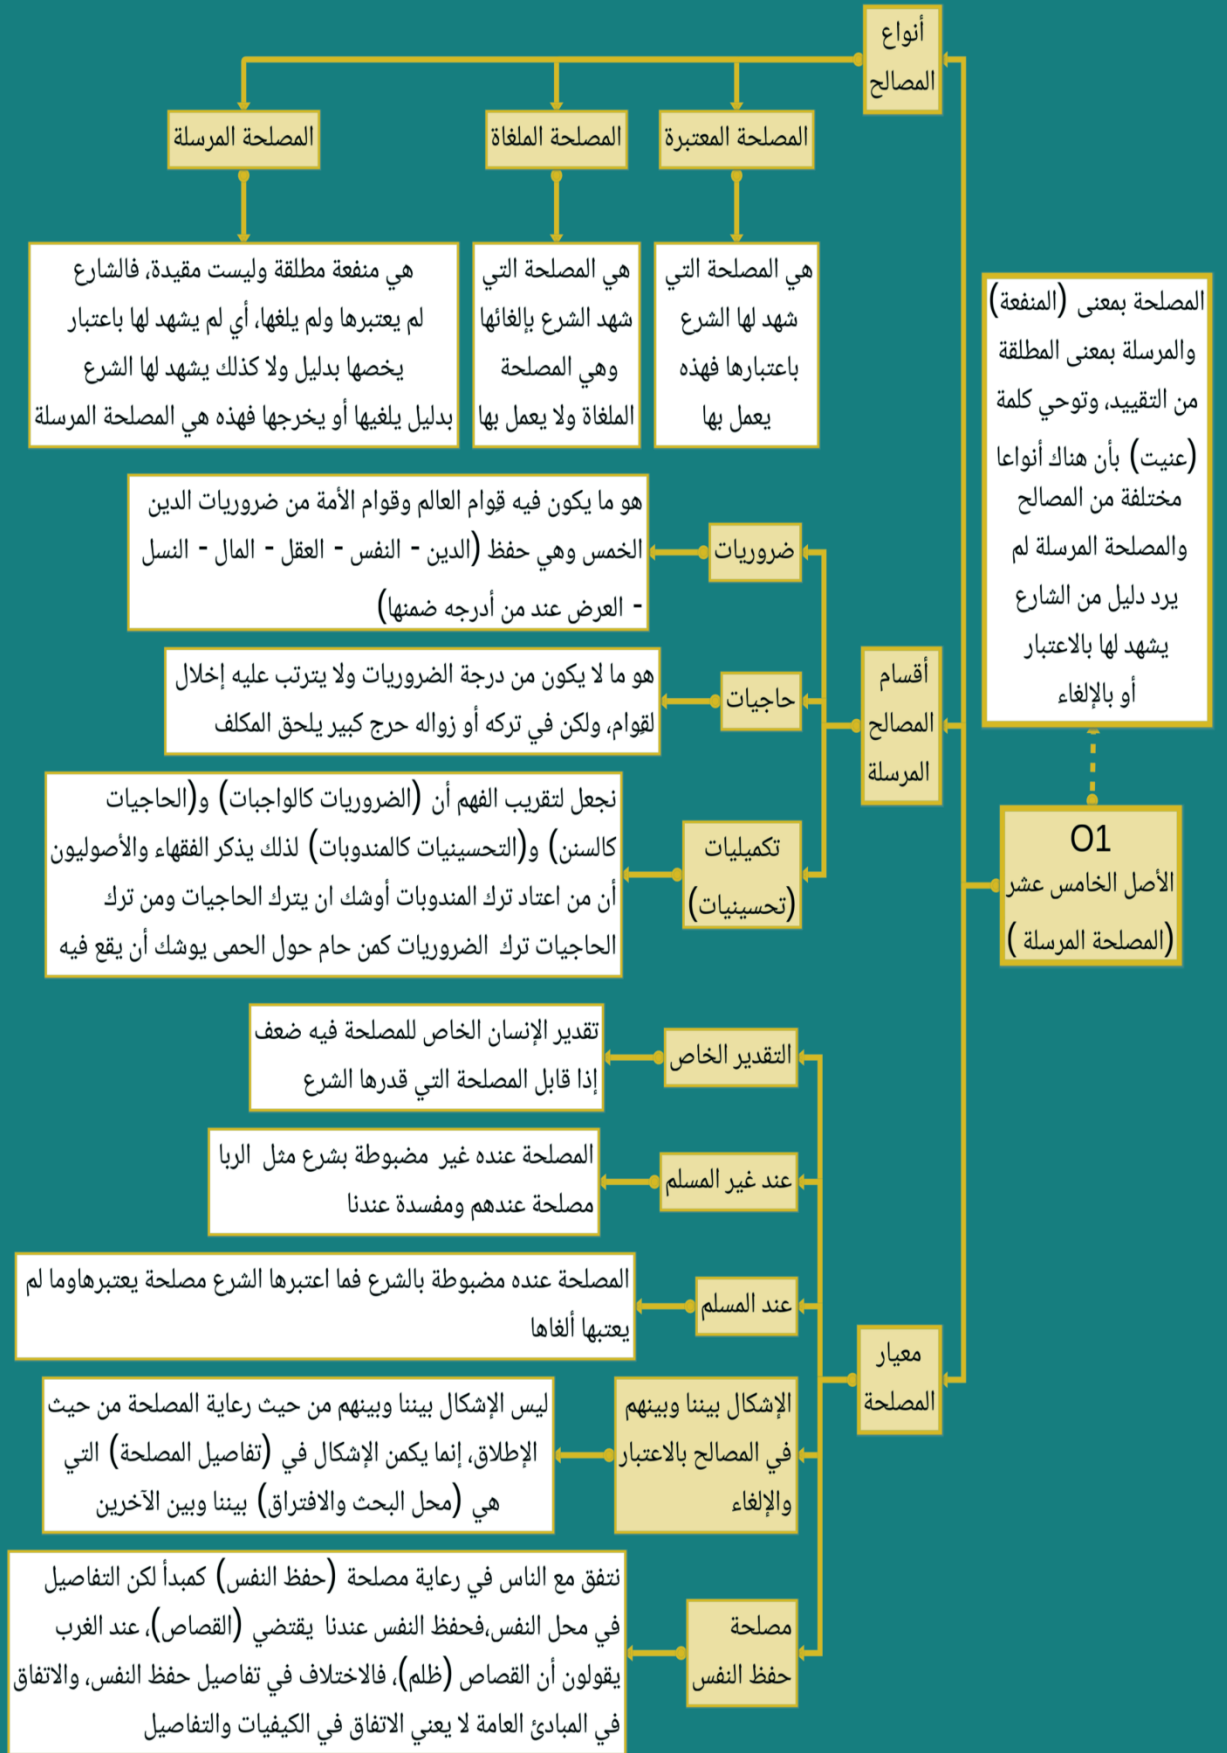 O1
الأصل الخامس عشر
(المصلحة المرسلة )
المصلحة بمعنى (المنفعة)
والمرسلة بمعنى المطلقة
من التقييد، وتوحي كلمة
(عنيت) بأن هناك أنواعا
مختلفة من المصالح
والمصلحة المرسلة لم
يرد دليل من الشارع
يشهد لها بالاعتبار
أو بالإلغاء
أنواع
المصالح
المصلحة المعتبرة
هي المصلحة التي
شهد لها الشرع
باعتبارها فهذه
يعمل بها
المصلحة الملغاة
هي المصلحة التي
شهد الشرع بإلغائها
وهي المصلحة
الملغاة ولا يعمل بها
المصلحة المرسلة
هي منفعة مطلقة وليست مقيدة، فالشارع
لم يعتبرها ولم يلغها، أي لم يشهد لها باعتبار
يخصها بدليل ولا كذلك يشهد لها الشرع
بدليل يلغيها أو يخرجها فهذه هي المصلحة المرسلة
أقسام
المصالح
المرسلة
ضروريات
هو ما يكون فيه قِوام العالم وقوام الأمة من ضروريات الدين
الخمس وهي حفظ (الدين - النفس - العقل - المال - النسل
- العرض عند من أدرجه ضمنها)
حاجيات
هو ما لا يكون من درجة الضروريات ولا يترتب عليه إخلال
لقِوام، ولكن في تركه أو زواله حرج كبير يلحق المكلف
تكميليات
(تحسينيات)
نجعل لتقريب الفهم أن (الضروريات كالواجبات) و(الحاجيات
كالسنن) و(التحسينيات كالمندوبات) لذلك يذكر الفقهاء والأصوليون
أن من اعتاد ترك المندوبات أوشك ان يترك الحاجيات ومن ترك
الحاجيات ترك الضروريات كمن حام حول الحمى يوشك أن يقع فيه
معيار
المصلحة
التقدير الخاص
تقدير الإنسان الخاص للمصلحة فيه ضعف
إذا قابل المصلحة التي قدرها الشرع
عند غير المسلم
المصلحة عنده غير مضبوطة بشرع مثل الربا
مصلحة عندهم ومفسدة عندنا
عند المسلم
المصلحة عنده مضبوطة بالشرع فما اعتبرها الشرع مصلحة يعتبرهاوما لم
يعتبها ألغاها
الإشكال بيننا وبينهم
في المصالح بالاعتبار
والإلغاء
ليس الإشكال بيننا وبينهم من حيث رعاية المصلحة من حيث
الإطلاق، إنما يكمن الإشكال في (تفاصيل المصلحة) التي
هي (محل البحث والافتراق) بيننا وبين الآخرين
مصلحة
حفظ النفس
نتفق مع الناس في رعاية مصلحة (حفظ النفس) كمبدأ لكن التفاصيل
في محل النفس،فحفظ النفس عندنا يقتضي (القصاص)، عند الغرب
يقولون أن القصاص (ظلم)، فالاختلاف في تفاصيل حفظ النفس، والاتفاق
في المبادئ العامة لا يعني الاتفاق في الكيفيات والتفاصيل